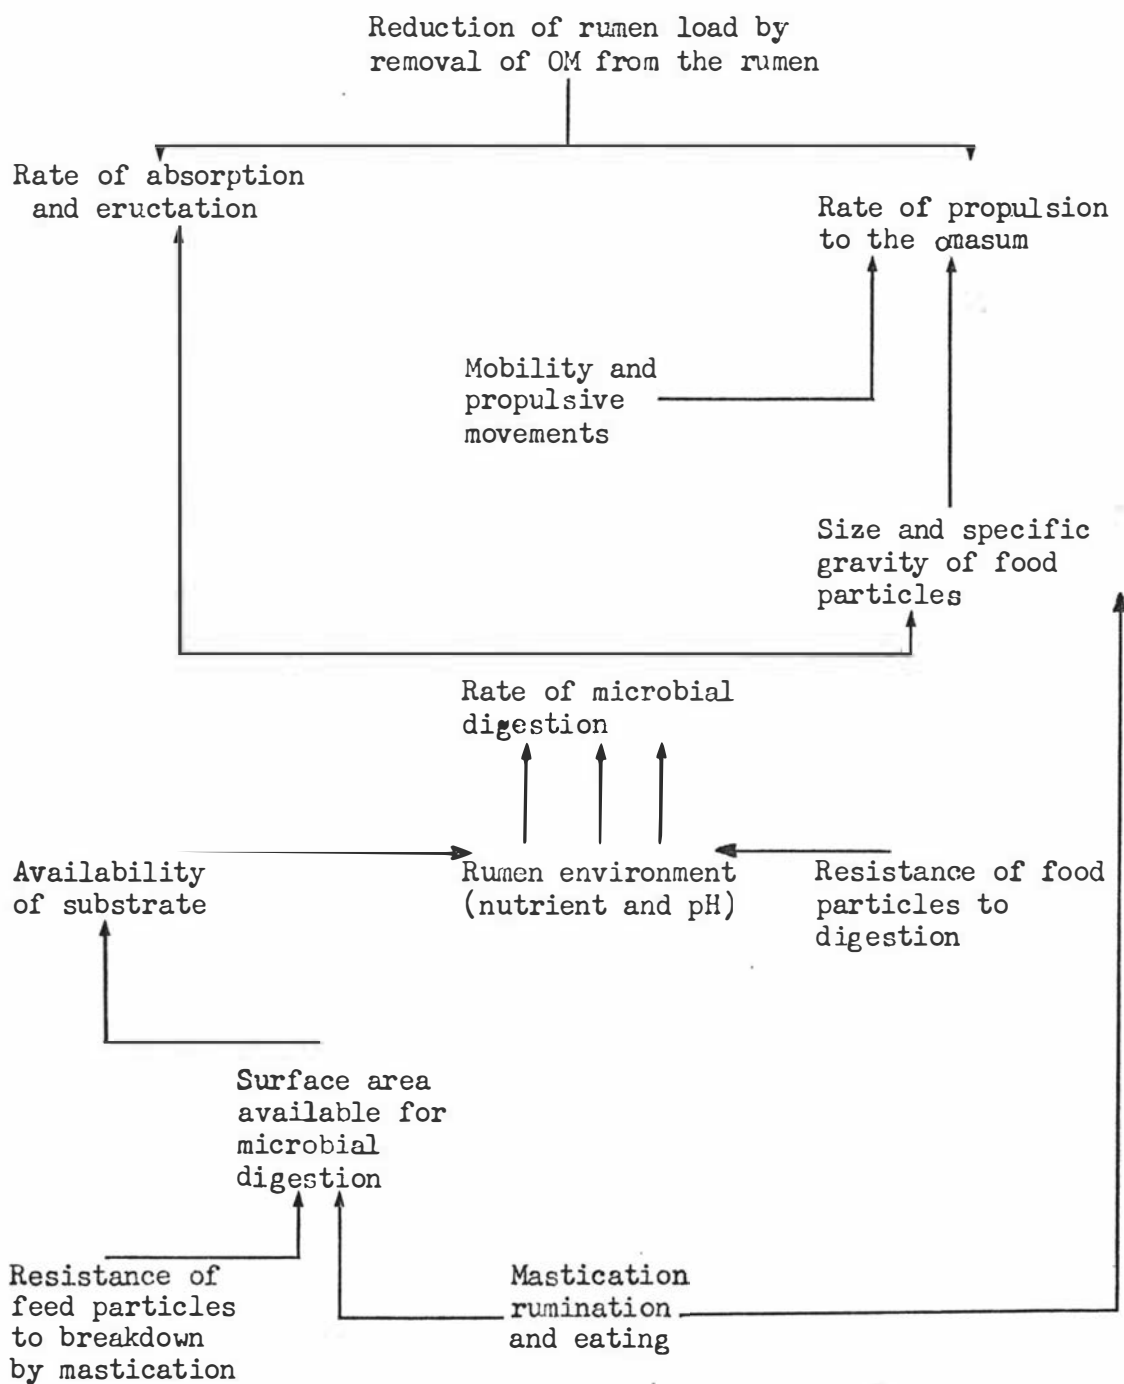 Reduction of rumen load by
removal of OM from the rumen
Rate of absorption
and eructation
Rate of propulsion
to the omasum
Mobility and
propulsive
movements
Size and specific
gravity of food
particles
Rate of microbial
digestion
Availability
of substrate
Rumen environment
(nutrient and pH)
Resistance of food
particles to
digestion
Surface area
available for
microbial
digestion
Resistance of
feed particles
to breakdown
by mastication
Mastication
rumination
and eating